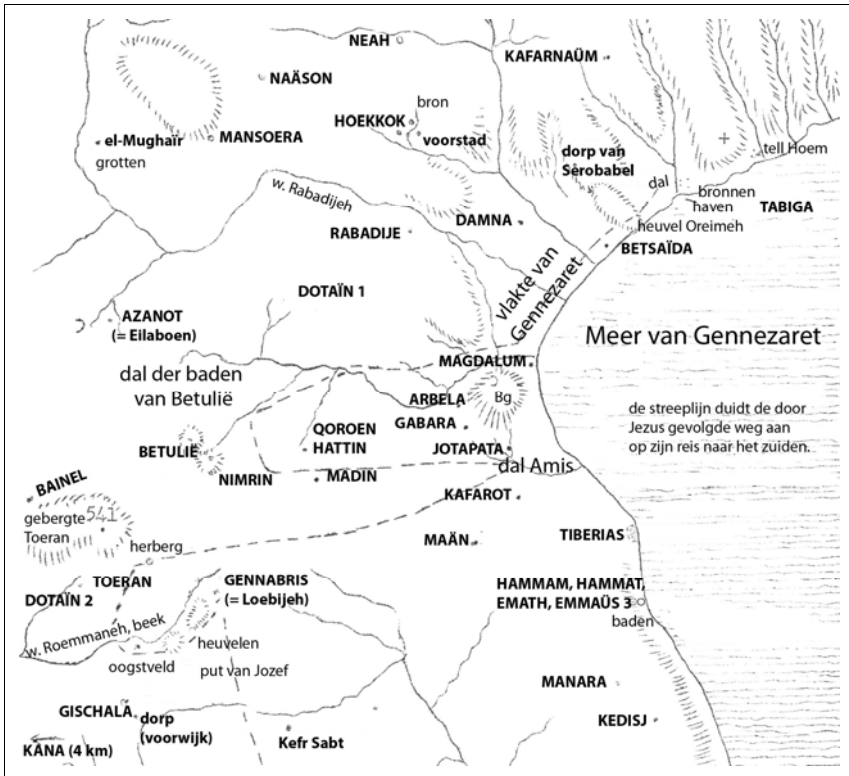 NEAH
KAFARNAÜM
NAÄSON
bron
HOEKKOK
voorstad
el-Mughaïr
grotten
MANSOERA
dorp van
Serobabel
tell Hoem
dal
bronnen
haven
TABIGA
w. Rabadijeh
DAMNA
RABADIJE
heuvel Oreimeh
BETSAÏDA
vlakte van
Gennezaret
DOTAÏN 1
AZANOT
(= Eilaboen)
Meer van Gennezaret
MAGDALUM
dal der baden
van Betulië
ARBELA
Bg
de streeplijn duidt de door
Jezus gevolgde weg aan
op zijn reis naar het zuiden.
GABARA
QOROEN
HATTIN
BETULIË
JOTAPATA
dal Amis
NIMRIN
MADIN
BAINEL
KAFAROT
gebergte
Toeran
541
MAÄN
TIBERIAS
herberg
TOERAN
GENNABRIS
(= Loebijeh)
HAMMAM, HAMMAT,
EMATH, EMMAÜS 3
baden
DOTAÏN 2
w. Roemmaneh, beek
heuvelen
oogstveld
put van Jozef
MANARA
GISCHALA
dorp
(voorwijk)
KEDISJ
Kefr Sabt
KANA (4 km)